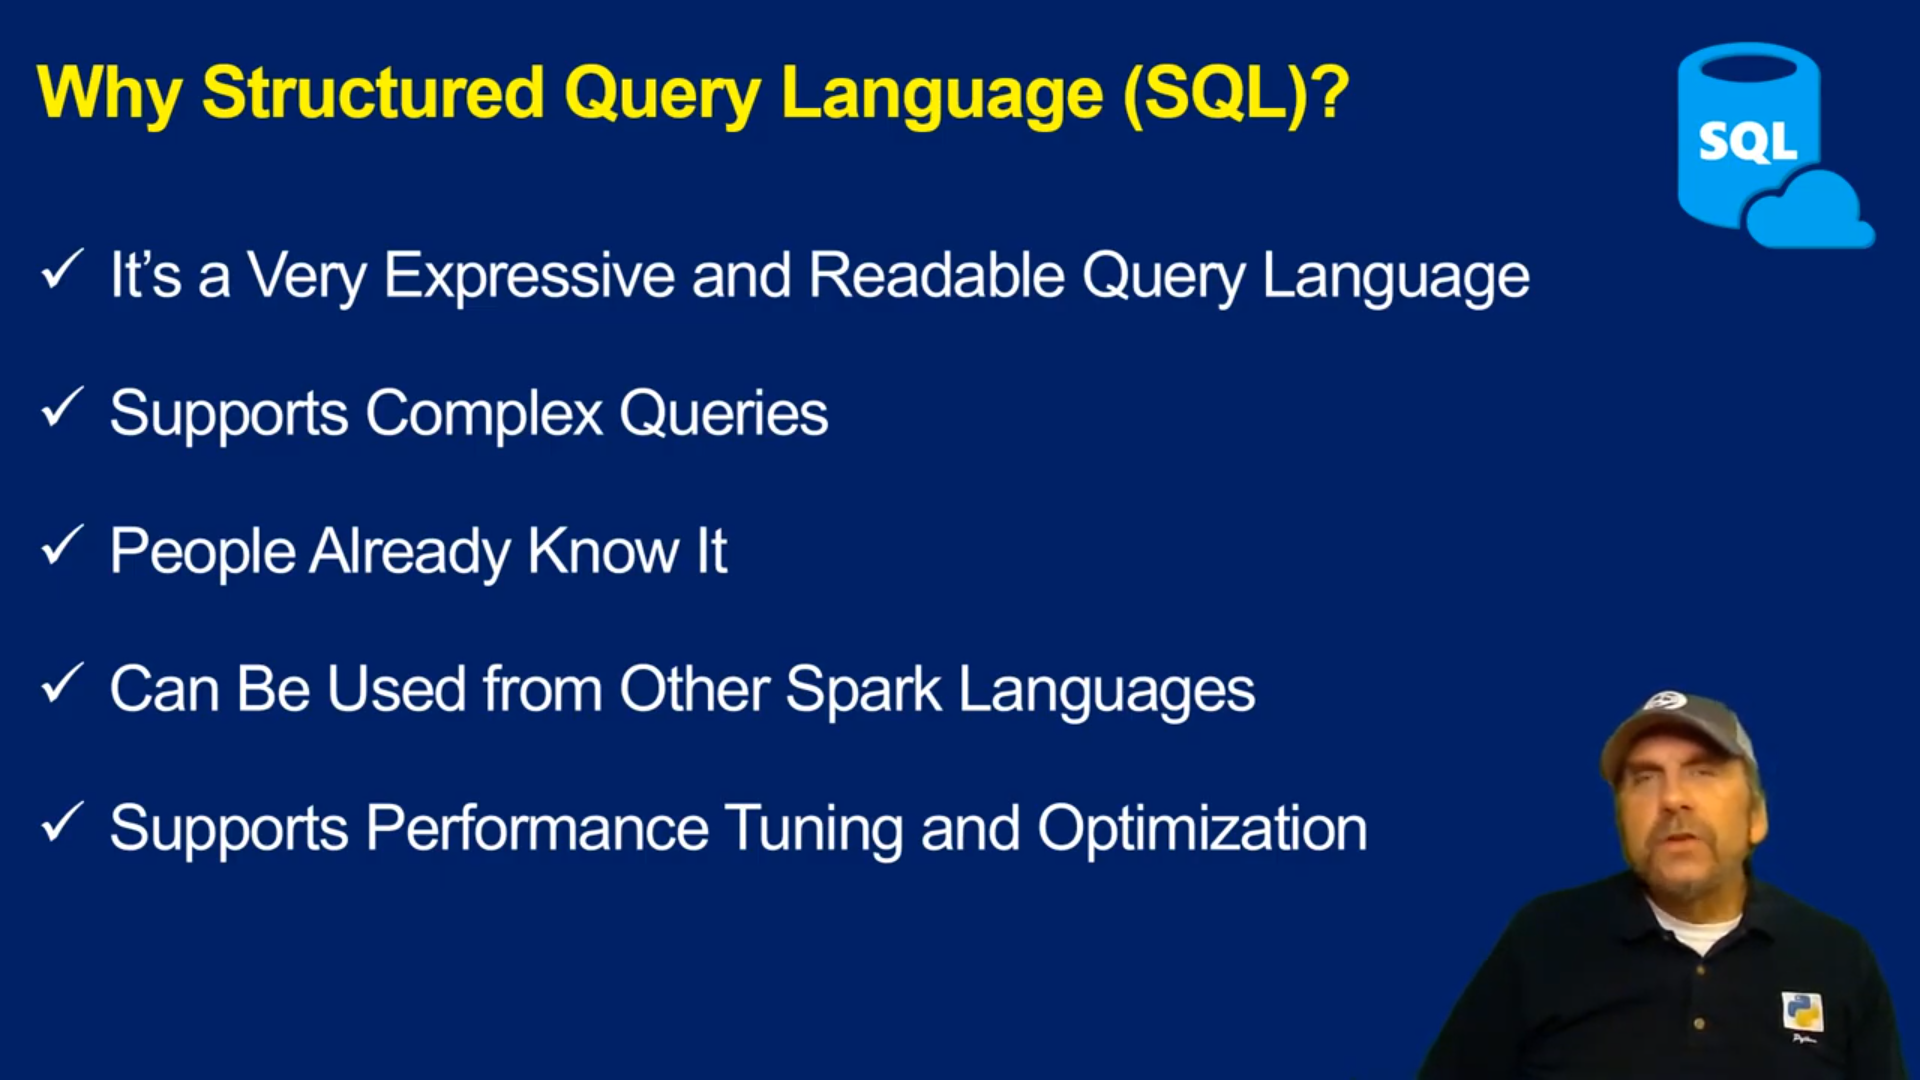 Why Structured Query Language (SQL)?
SQL
✓ It's a Very Expressive and Readable Query Language
✓ Supports Complex Queries
✓ People Already Know It
✓ Can Be Used from Other Spark Languages
✓ Supports Performance Tuning and Optimization
Python